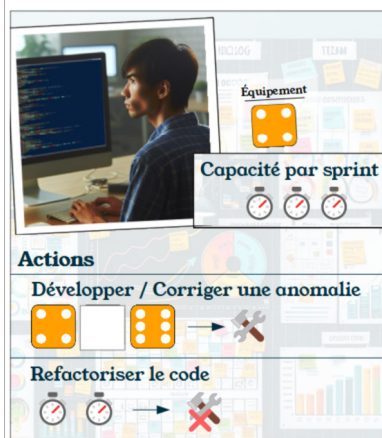 Équipement
Capacité par sprint
Actions
Développer / Corriger une anomalie
Refactoriser le code